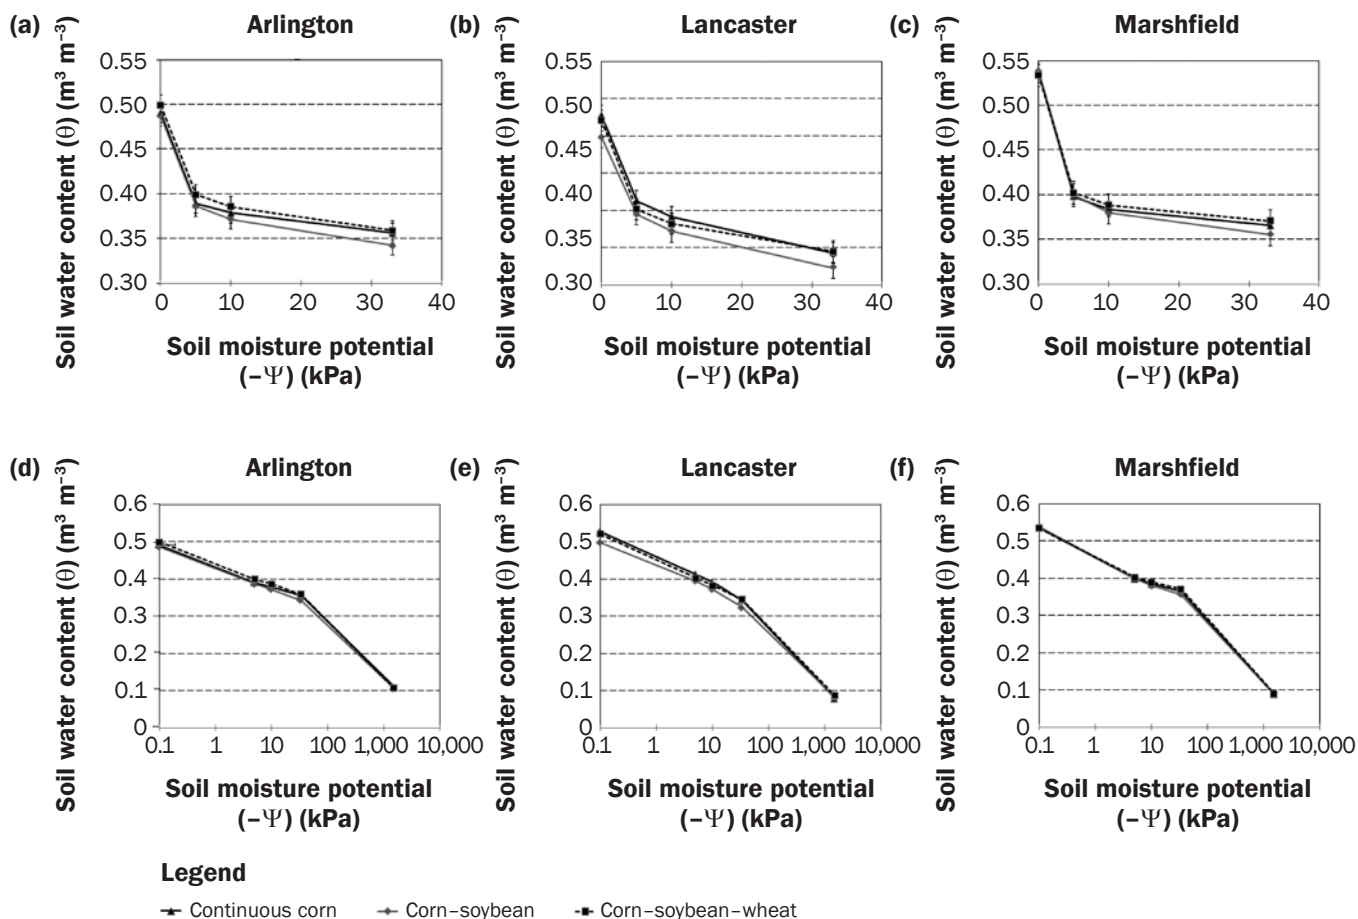 (a) Arlington
Soil water content (θ) (m³ m⁻³)
0.55
0.50
0.45
0.40
0.35
0.30
0 10 20 30 40
Soil moisture potential
(–Ψ) (kPa)
(b) Lancaster
Soil water content (θ) (m³ m⁻³)
0.55
0.50
0.45
0.40
0.35
0.30
0 10 20 30 40
Soil moisture potential
(–Ψ) (kPa)
(c) Marshfield
Soil water content (θ) (m³ m⁻³)
0.55
0.50
0.45
0.40
0.35
0.30
0 10 20 30 40
Soil moisture potential
(–Ψ) (kPa)
(d) Arlington
Soil water content (θ) (m³ m⁻³)
0.6
0.5
0.4
0.3
0.2
0.1
0
0.1 1 10 100 1,000 10,000
Soil moisture potential
(–Ψ) (kPa)
(e) Lancaster
Soil water content (θ) (m³ m⁻³)
0.6
0.5
0.4
0.3
0.2
0.1
0
0.1 1 10 100 1,000 10,000
Soil moisture potential
(–Ψ) (kPa)
(f) Marshfield
Soil water content (θ) (m³ m⁻³)
0.6
0.5
0.4
0.3
0.2
0.1
0
0.1 1 10 100 1,000 10,000
Soil moisture potential
(–Ψ) (kPa)
Legend
Continuous corn Corn–soybean Corn–soybean–wheat